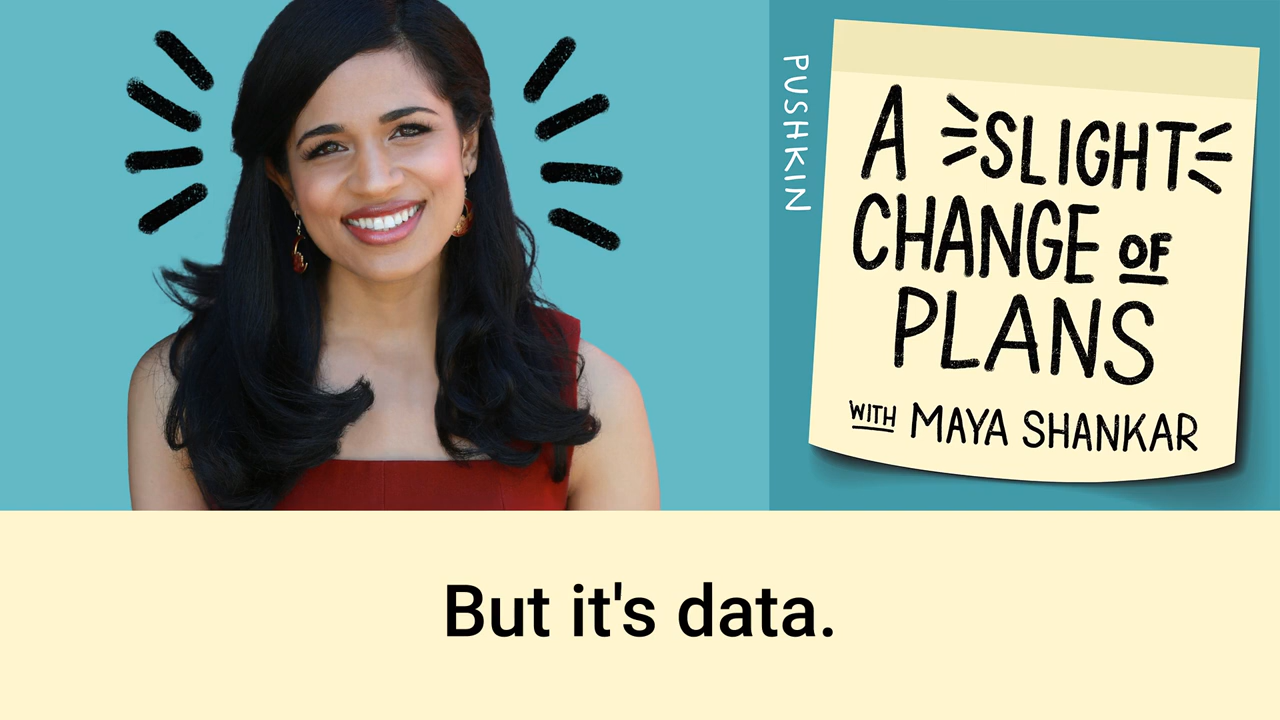 PUSHKIN
A SLIGHT
CHANGE OF
PLANS
WITH MAYA SHANKAR
But it's data.